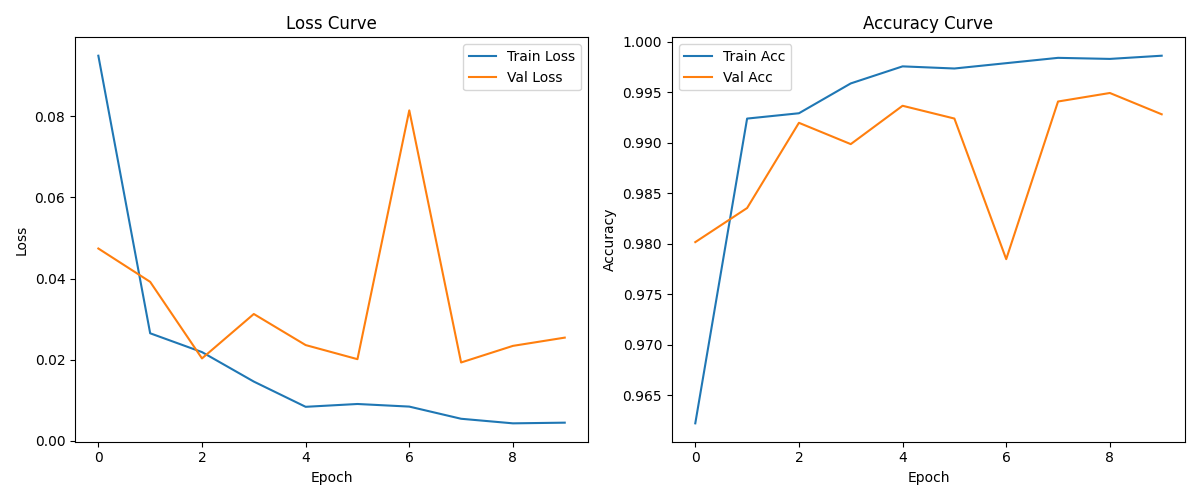 Loss Curve
Train Loss
Val Loss
0.08
0.06
0.04
0.02
0.00
Loss
0
2
4
6
8
Epoch
Accuracy Curve
Train Acc
Val Acc
1.000
0.995
0.990
0.985
0.980
0.975
0.970
0.965
Accuracy
0
2
4
6
8
Epoch